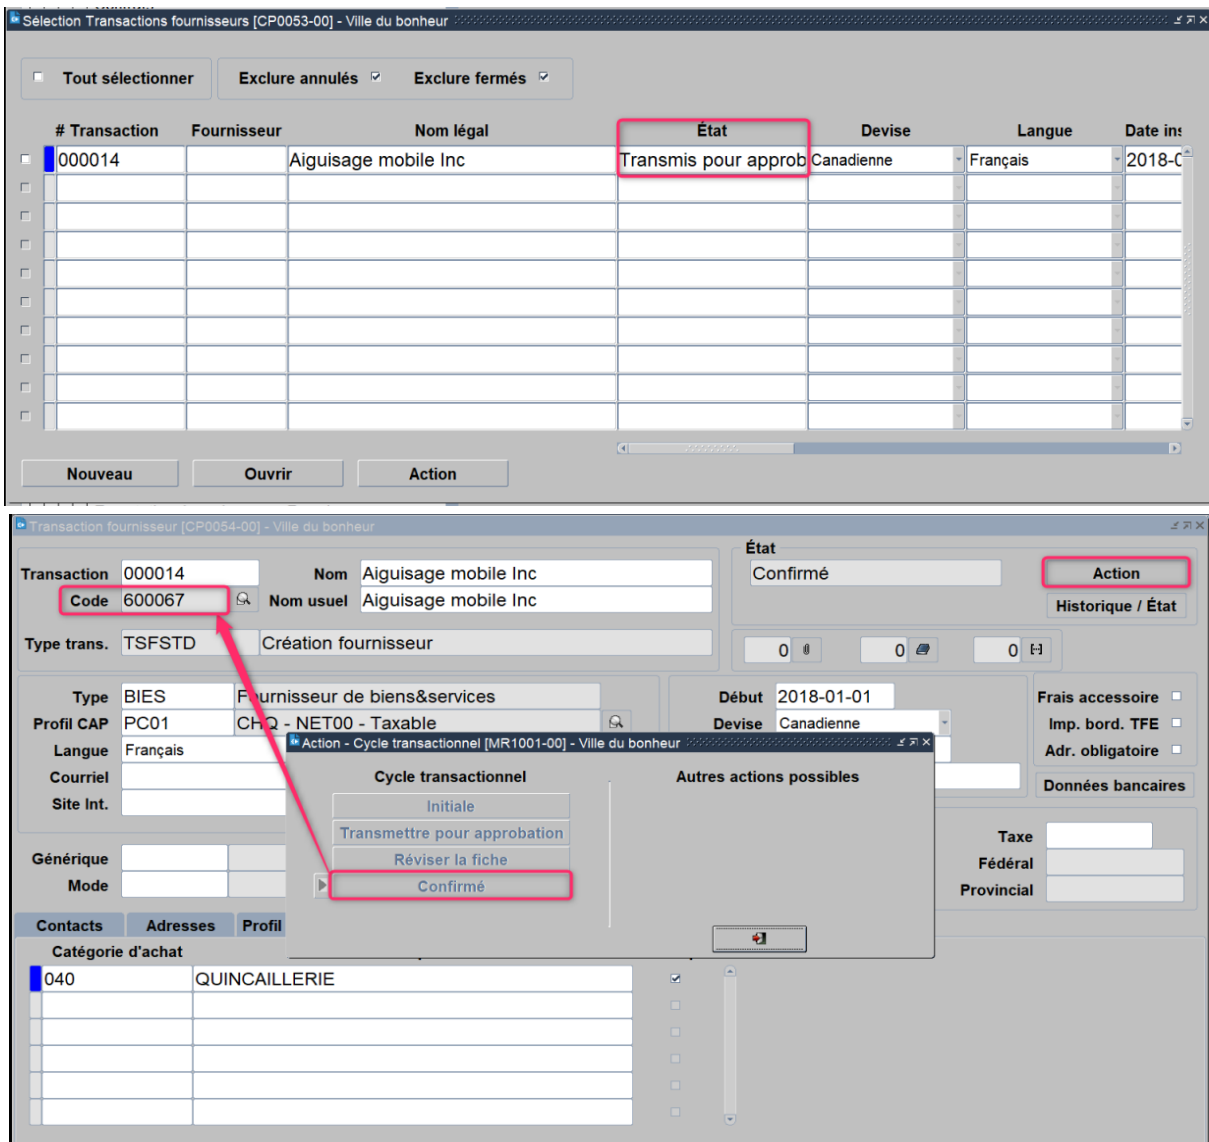 Sélection Transactions fournisseurs [CP0053-00] - Ville du bonheur
Tout sélectionner Exclure annulés Exclure fermés
# Transaction Fournisseur Nom légal État Devise Langue Date ins
000014 Aiguisage mobile Inc Transmis pour approb Canadienne Français 2018-0
Nouveau Ouvrir Action
Transaction fournisseur [CP0054-00] - Ville du bonheur
État
Transaction 000014 Nom Aiguisage mobile Inc Confirmé Action
Code 600067 Nom usuel Aiguisage mobile Inc Historique / État
Type trans. TSFSTD Création fournisseur 0 0 0
Type BIES Fournisseur de biens&services Début 2018-01-01 Frais accessoire
Profil CAP PC01 CHQ - NET00 - Taxable Devise Canadienne Imp. bord. TFE
Langue Français Adr. obligatoire
Courriel Données bancaires
Site Int.
Action - Cycle transactionnel [MR1001-00] - Ville du bonheur
Cycle transactionnel Autres actions possibles
Initiale
Transmettre pour approbation
Réviser la fiche
Confirmé
Taxe
Générique Fédéral
Mode Provincial
Contacts Adresses Profil
Catégorie d'achat
040 QUINCAILLERIE